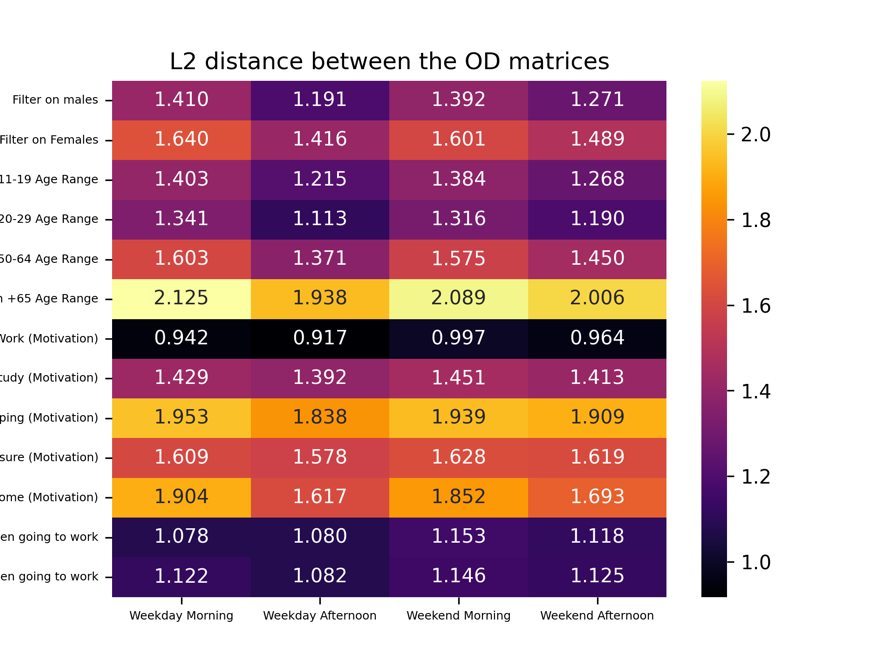 L2 distance between the OD matrices
Filter on males 1.410 1.191 1.392 1.271
Filter on Females 1.640 1.416 1.601 1.489
11-19 Age Range 1.403 1.215 1.384 1.268
20-29 Age Range 1.341 1.113 1.316 1.190
50-64 Age Range 1.603 1.371 1.575 1.450
+65 Age Range 2.125 1.938 2.089 2.006
Work (Motivation) 0.942 0.917 0.997 0.964
(Motivation) 1.429 1.392 1.451 1.413
(Motivation) 1.953 1.838 1.939 1.909
(Motivation) 1.609 1.578 1.628 1.619
(Motivation) 1.904 1.617 1.852 1.693
going to work 1.078 1.080 1.153 1.118
going to work 1.122 1.082 1.146 1.125
Weekday Morning Weekday Afternoon Weekend Morning Weekend Afternoon
2.0
1.8
1.6
1.4
1.2
1.0